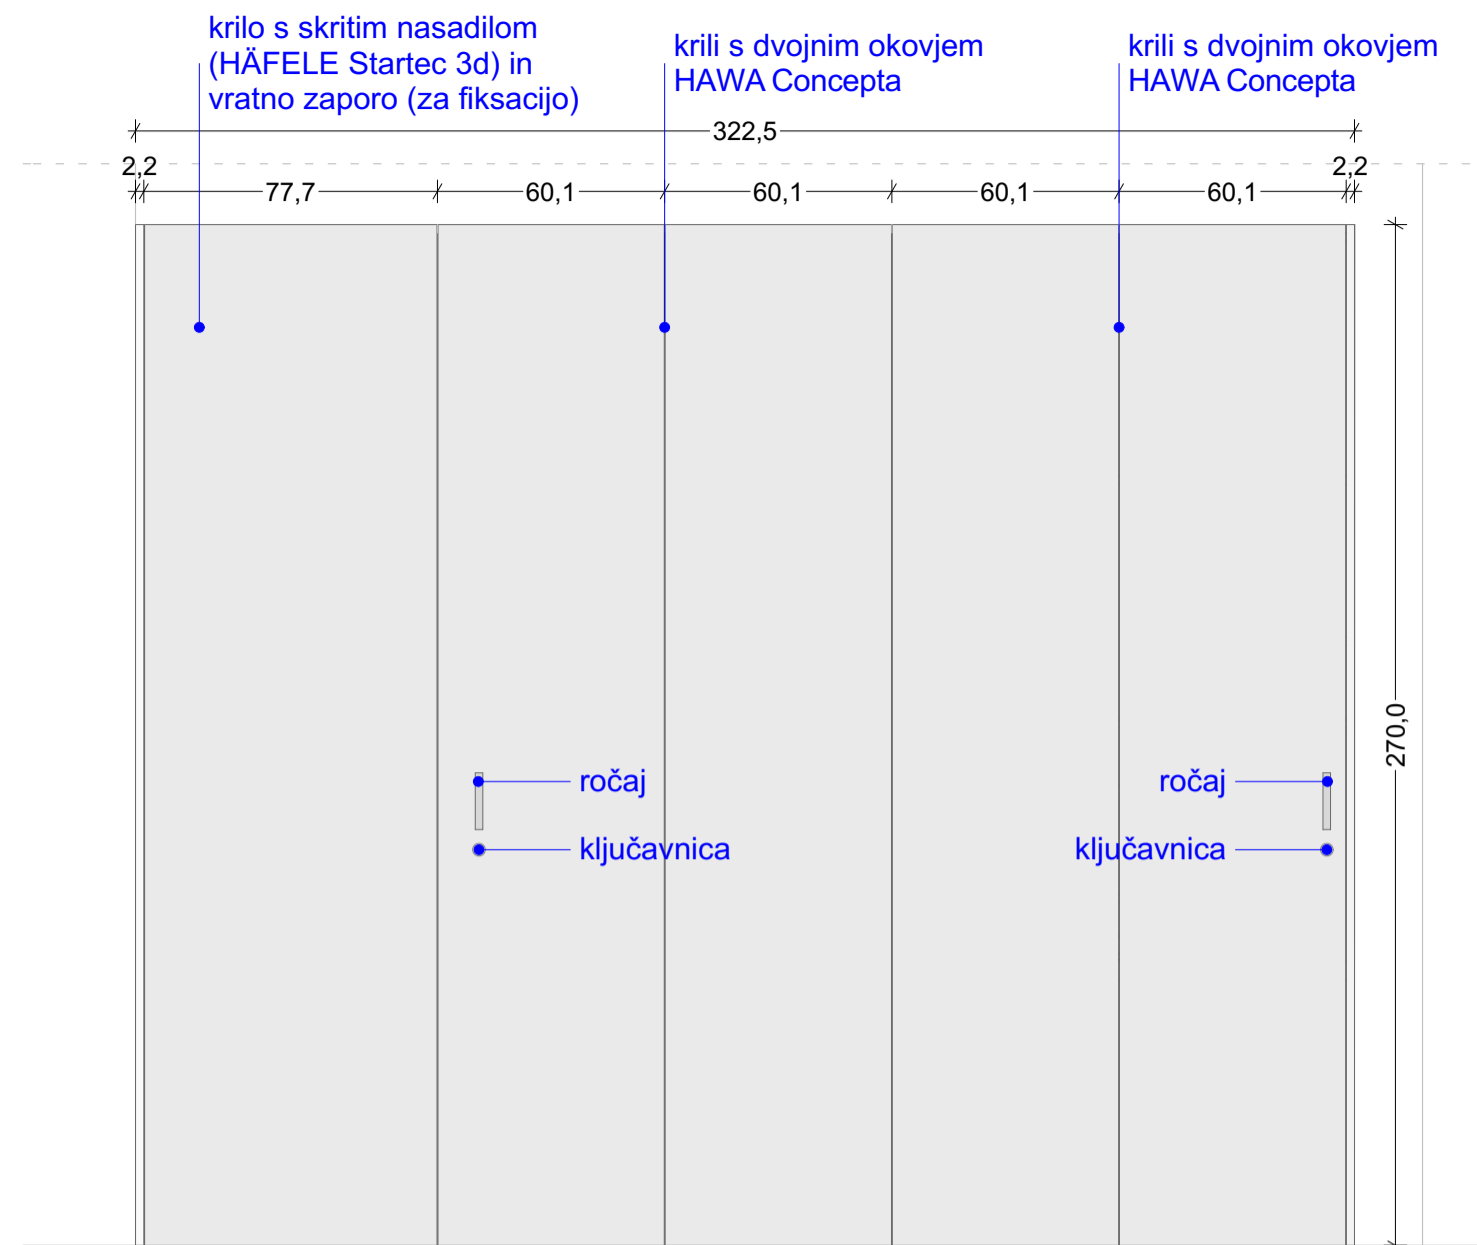 krilo s skritim nasadilom
(HÄFELE Startec 3d) in
vratno zaporo (za fiksacijo)
krili s dvojnim okovjem
HAWA Concepta
krili s dvojnim okovjem
HAWA Concepta
322,5
2,2
2,2
77,7
60,1
60,1
60,1
60,1
270,0
ročaj
ročaj
ključavnica
ključavnica